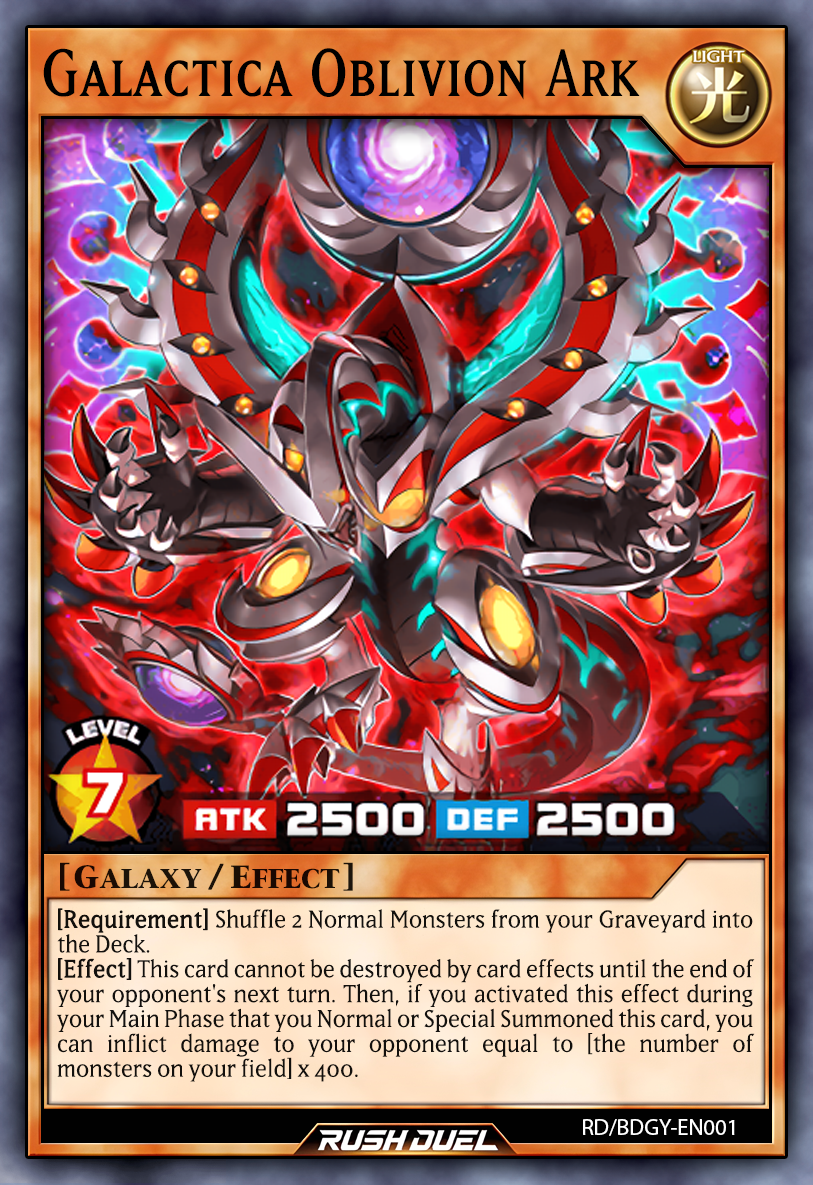 Galactica Oblivion Ark
LIGHT
光
LEVEL
7
ATK 2500 DEF 2500
[Galaxy / Effect]
[Requirement] Shuffle 2 Normal Monsters from your Graveyard into
the Deck.
[Effect] This card cannot be destroyed by card effects until the end of
your opponent's next turn. Then, if you activated this effect during
your Main Phase that you Normal or Special Summoned this card, you
can inflict damage to your opponent equal to [the number of
monsters on your field] x 400.
RUSH DUEL
RD/BDGY-EN001